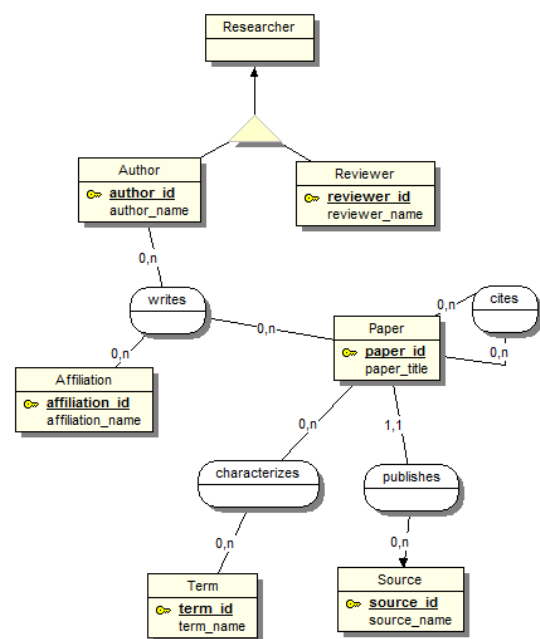 Researcher
Author
author_id
author_name
Reviewer
reviewer_id
reviewer_name
0,n
writes
cites
0,n
0,n
Paper
paper_id
paper_title
0,n
0,n
Affiliation
affiliation_id
affiliation_name
0,n
1,1
characterizes
publishes
0,n
0,n
Term
term_id
term_name
Source
source_id
source_name